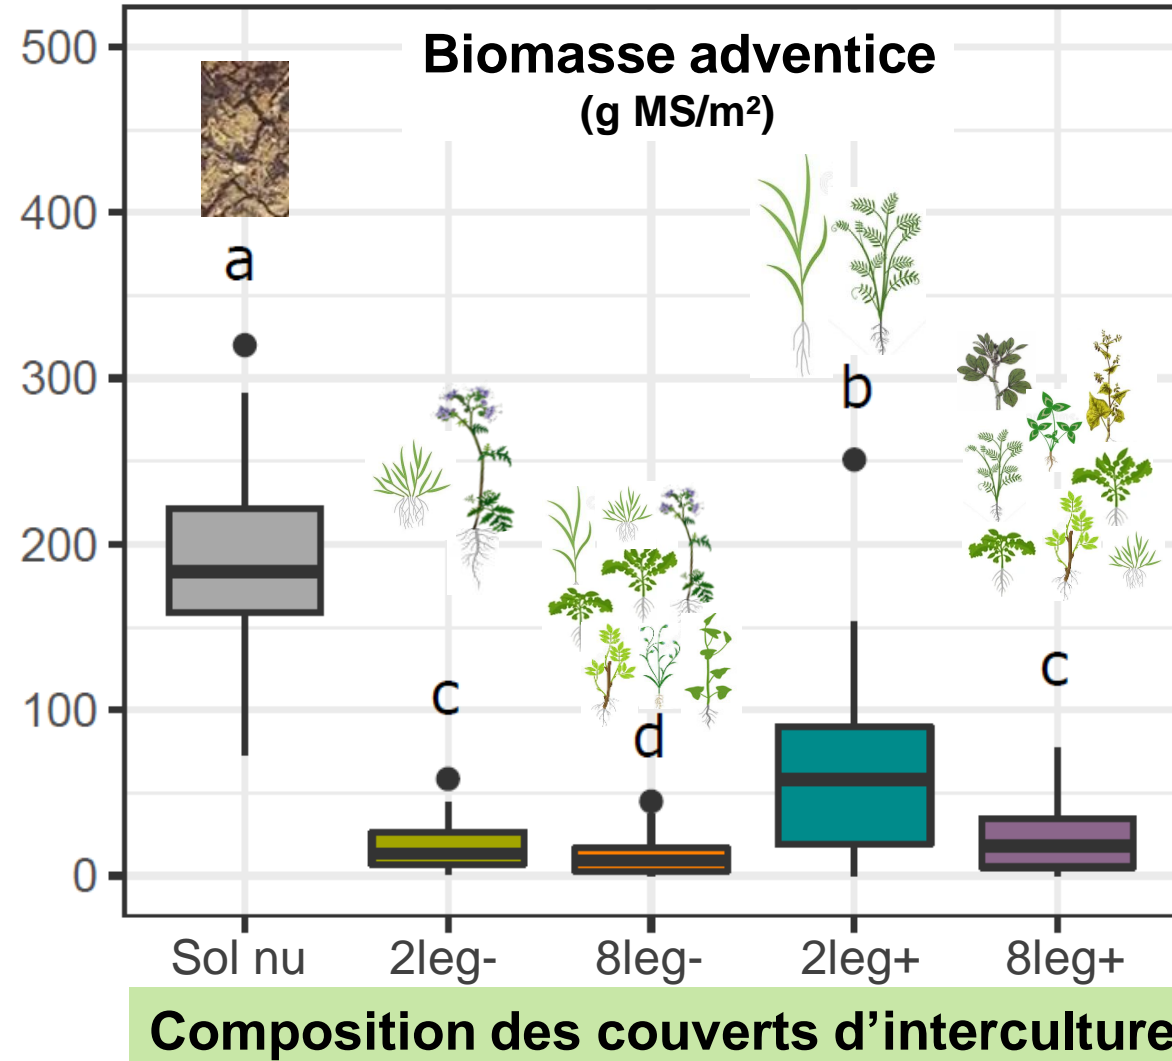 Biomasse adventice
(g MS/m²)
500
400
300
200
100
0
a
c
d
b
c
Sol nu 2leg- 8leg- 2leg+ 8leg+
Composition des couverts d’interculture